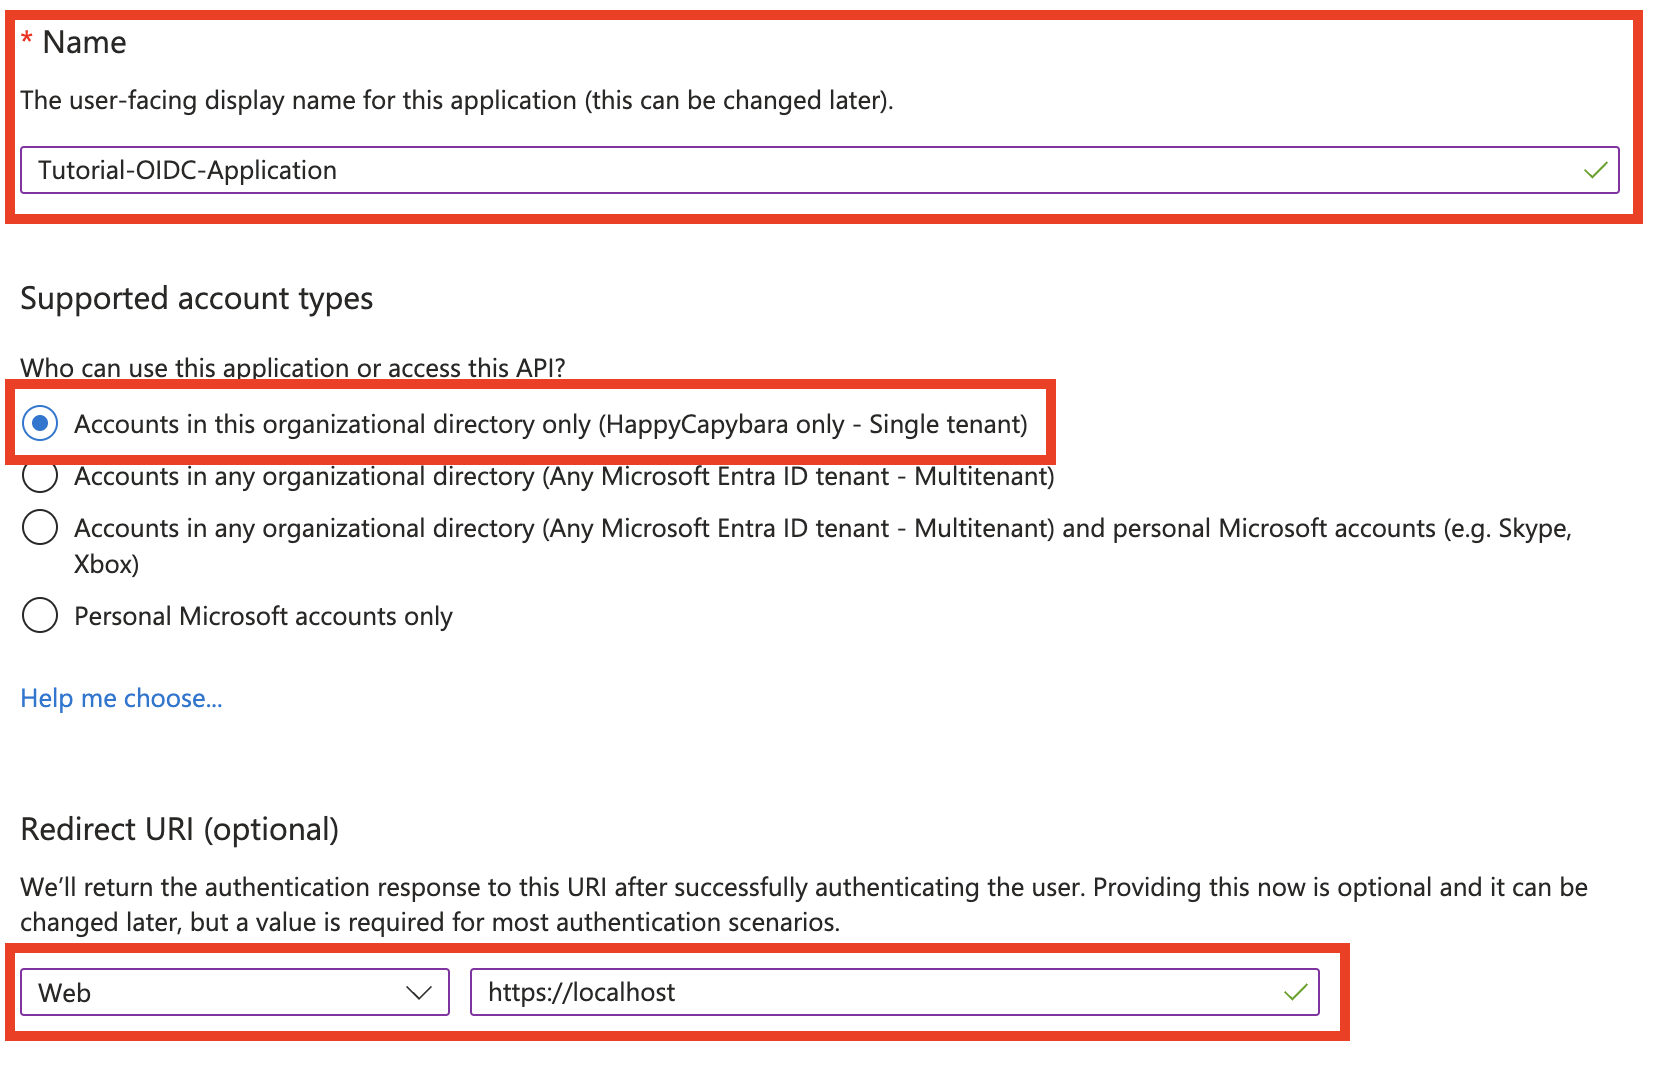 * Name
The user-facing display name for this application (this can be changed later).
Tutorial-OIDC-Application
Supported account types
Who can use this application or access this API?
Accounts in this organizational directory only (HappyCapybara only - Single tenant)
Accounts in any organizational directory (Any Microsoft Entra ID tenant - Multitenant)
Accounts in any organizational directory (Any Microsoft Entra ID tenant - Multitenant) and personal Microsoft accounts (e.g. Skype,
Xbox)
Personal Microsoft accounts only
Help me choose...
Redirect URI (optional)
We’ll return the authentication response to this URI after successfully authenticating the user. Providing this now is optional and it can be
changed later, but a value is required for most authentication scenarios.
Web
https://localhost